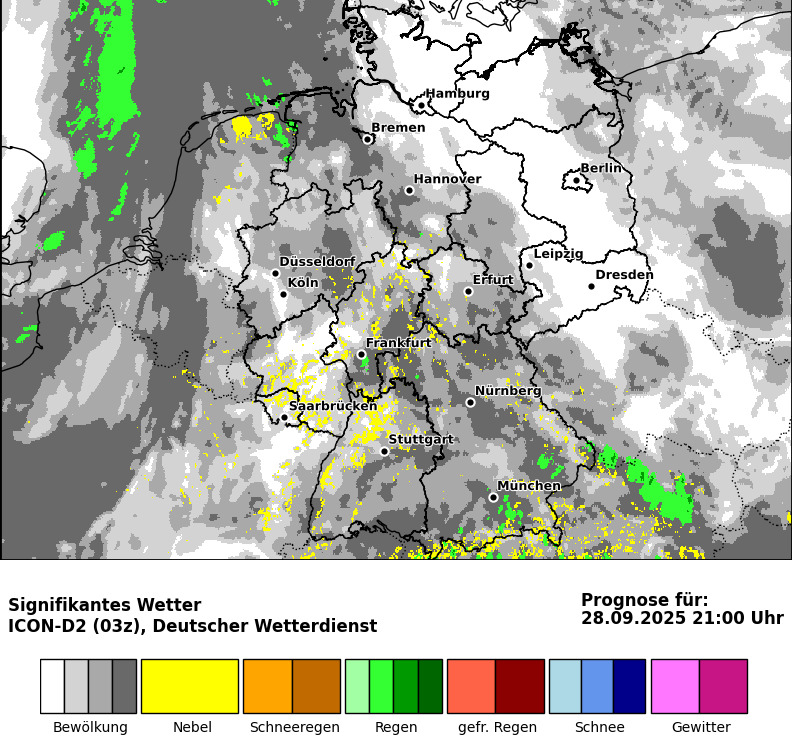 Hamburg
Bremen
Berlin
Hannover
Leipzig
Düsseldorf
Dresden
Köln
Erfurt
Frankfurt
Nürnberg
Saarbrücken
Stuttgart
München
Signifikantes Wetter
ICON-D2 (03z), Deutscher Wetterdienst
Prognose für:
28.09.2025 21:00 Uhr
Bewölkung Nebel Schneeregen Regen gefr. Regen Schnee Gewitter